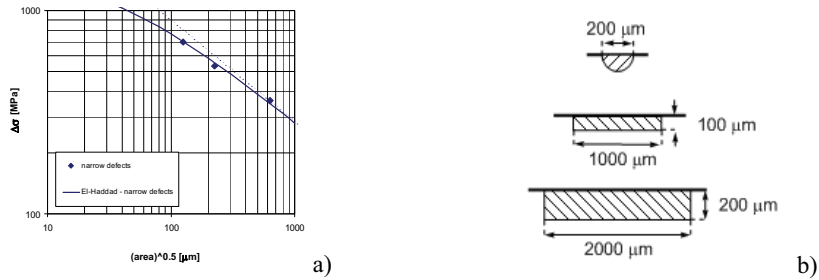 1000
Δσ [MPa]
narrow defects
El-Haddad - narrow defects
100
10
100
1000
(area)^0.5 [μm]
a)
200 μm
100 μm
1000 μm
200 μm
2000 μm
b)